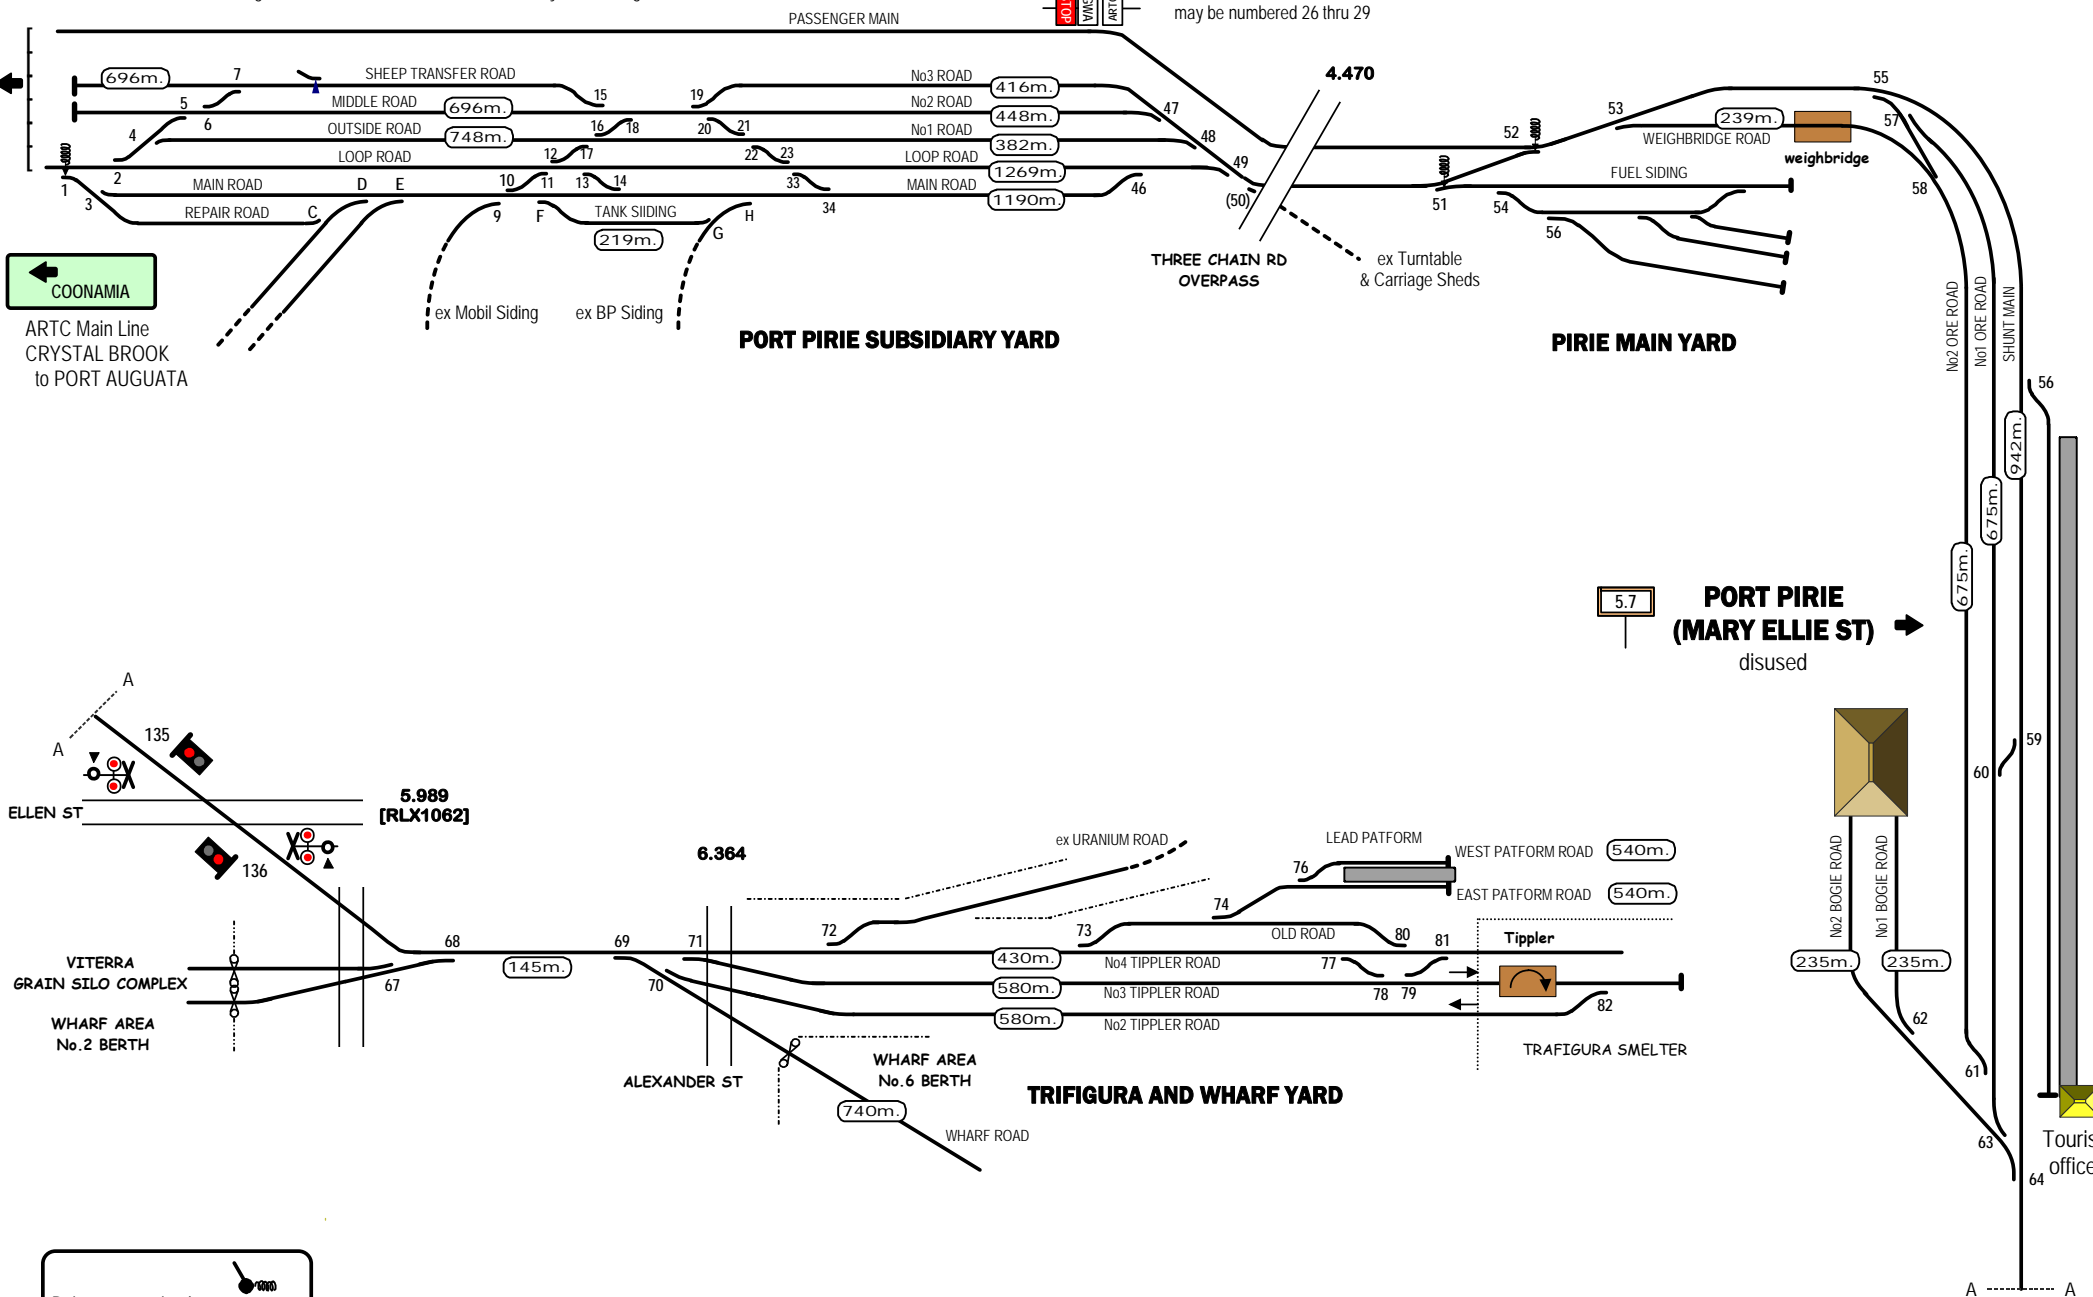 may be numbered 26 thru 29
STOP
GWA
PASSENGER MAIN
4.470
696m.
7
SHEEP TRANSFER ROAD
No3 ROAD
416m.
5
MIDDLE ROAD
696m.
15
19
No2 ROAD
448m.
47
6
4
OUTSIDE ROAD
748m.
16
18
20
21
No1 ROAD
382m.
48
LOOP ROAD
12
17
22
23
LOOP ROAD
1269m.
49
1
2
3
MAIN ROAD
D
E
10
11
13
14
33
34
MAIN ROAD
1190m.
46
(50)
REPAIR ROAD
C
9
F
TANK SIIDING
219m.
H
G
52
53
239m.
WEIGHBRIDGE ROAD
weighbridge
55
57
58
51
54
56
FUEL SIDING
THREE CHAIN RD
OVERPASS
ex Turntable
& Carriage Sheds
COONAMIA
ARTC Main Line
CRYSTAL BROOK
to PORT AUGUATA
ex Mobil Siding
ex BP Siding
PORT PIRIE SUBSIDIARY YARD
PIRIE MAIN YARD
No2 ORE ROAD
No1 ORE ROAD
SHUNT MAIN
56
942m.
675m.
675m.
5.7
PORT PIRIE
(MARY ELLIE ST)
disused
59
60
No2 BOGIE ROAD
No1 BOGIE ROAD
235m.
235m.
62
61
63
64
Touris
office
A
A
A
A
135
ELLEN ST
5.989
[RLX1062]
136
6.364
ex URANIUM ROAD
LEAD PATFORM
76
WEST PATFORM ROAD
540m.
EAST PATFORM ROAD
540m.
74
72
73
OLD ROAD
80
81
Tippler
68
69
71
145m.
430m.
No4 TIPPLER ROAD
77
VITERRA
GRAIN SILO COMPLEX
67
70
580m.
No3 TIPPLER ROAD
78
79
82
580m.
No2 TIPPLER ROAD
WHARF AREA
No.2 BERTH
ALEXANDER ST
WHARF AREA
No.6 BERTH
TRAFIGURA SMELTER
TRIFIGURA AND WHARF YARD
740m.
WHARF ROAD